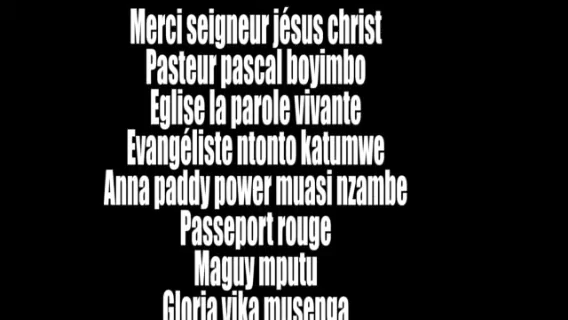 Merci seigneur jésus christ
Pasteur pascal boyimbo
Eglise la parole vivante
Evangéliste ntonto katumwe
Anna paddy power muasi nzambe
Passeport rouge
Maguy mputu
Gloria vika musenga